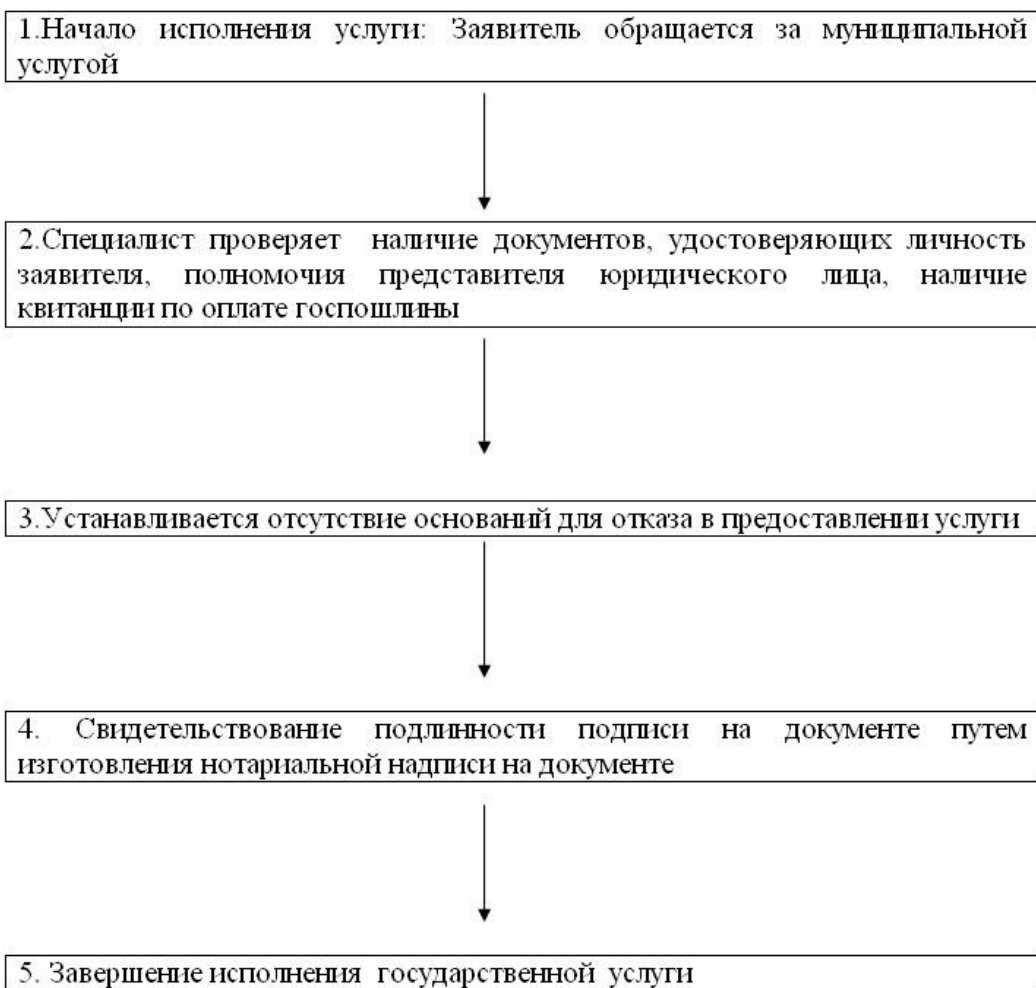 1.Начало исполнения услуги: Заявитель обращается за муниципальной
услугой
2.Специалист проверяет наличие документов, удостоверяющих личность
заявителя, полномочия представителя юридического лица, наличие
квитанции по оплате госпошлины
3.Устанавливается отсутствие оснований для отказа в предоставлении услуги
4. Свидетельствование подлинности подписи на документе путем
изготовления нотариальной надписи на документе
5. Завершение исполнения государственной услуги